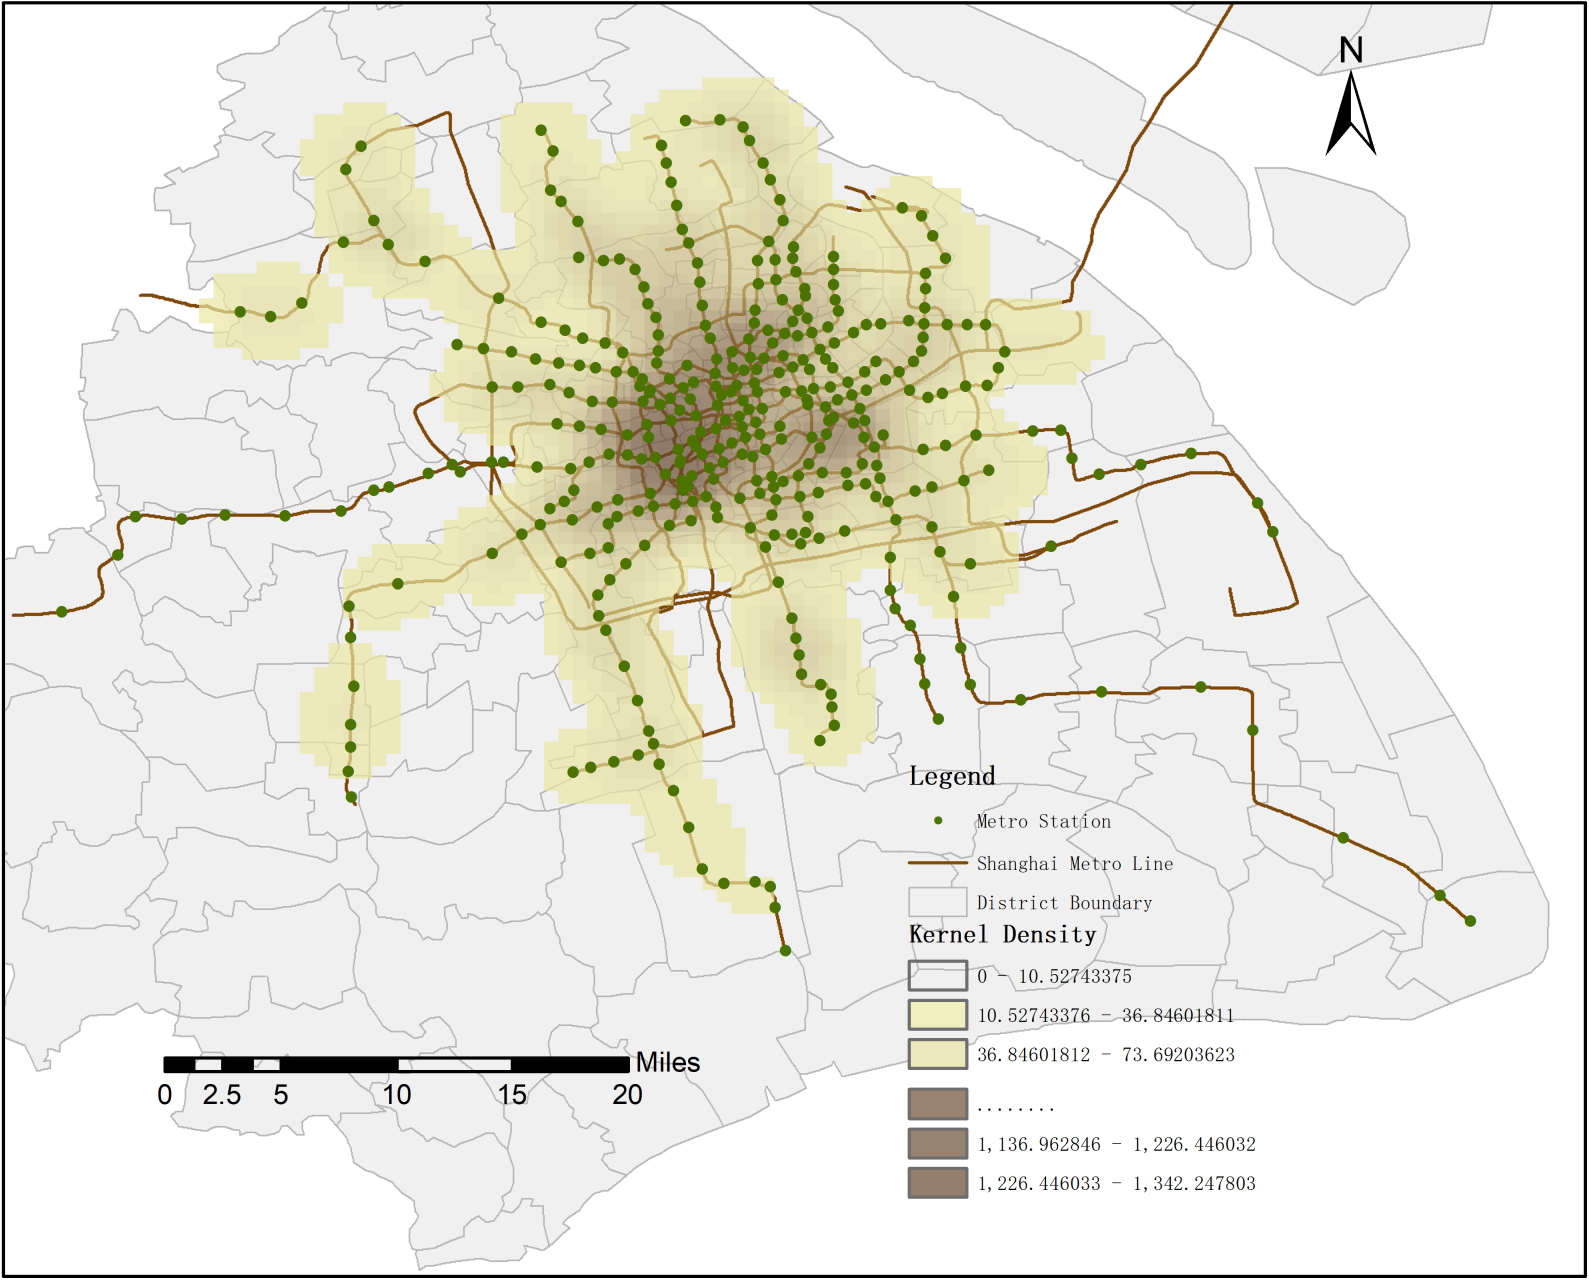 N
Legend
Metro Station
Shanghai Metro Line
District Boundary
Kernel Density
0 - 10.52743375
10.52743376 - 36.84601811
36.84601812 - 73.69203623
........
1,136.962846 - 1,226.446032
1,226.446033 - 1,342.247803
Miles
0 2.5 5 10 15 20